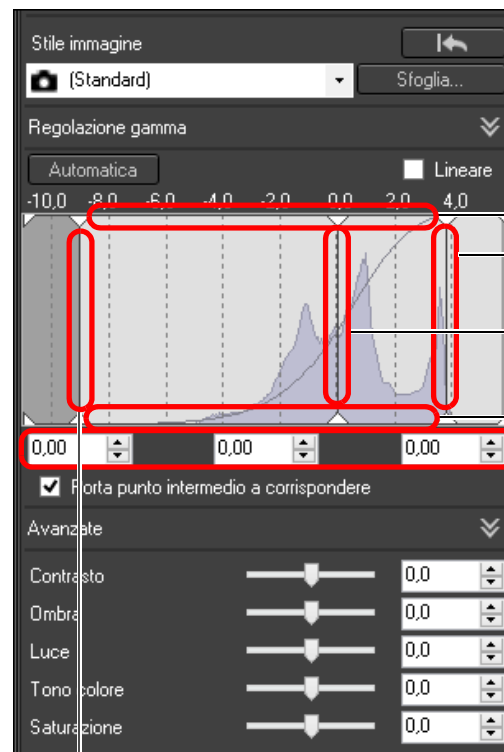 Stile immagine
(Standard) Sfoglia...
Regolazione gamma
Automatica Lineare
-10,0 -8,0 -6,0 -4,0 -2,0 0,0 2,0 4,0
0,00 0,00 0,00
Porta punto intermedio a corrispondere
Avanzate
Contrasto 0,0
Ombra 0,0
Luce 0,0
Tono colore 0,0
Saturazione 0,0